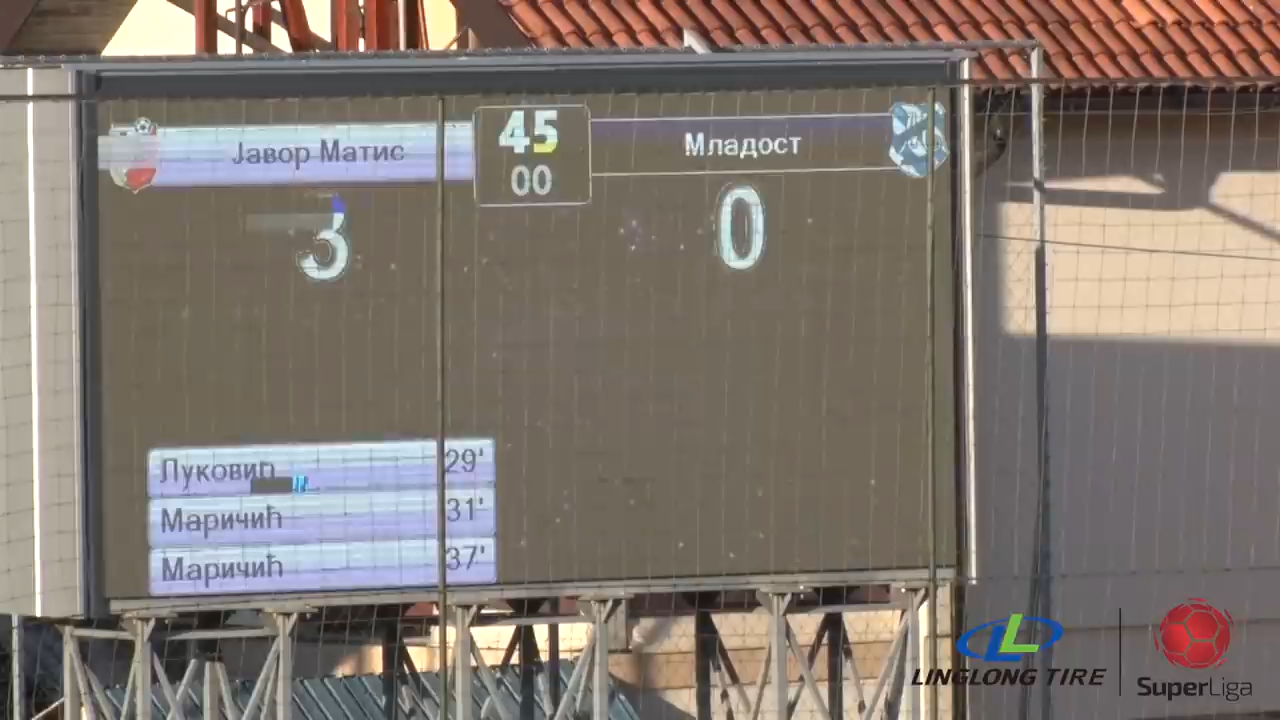 Јавор Матис
45
00
Младост
3
0
Луковић 29'
Маричић 31'
Маричић 37'
LINGLONG TIRE
SuperLiga